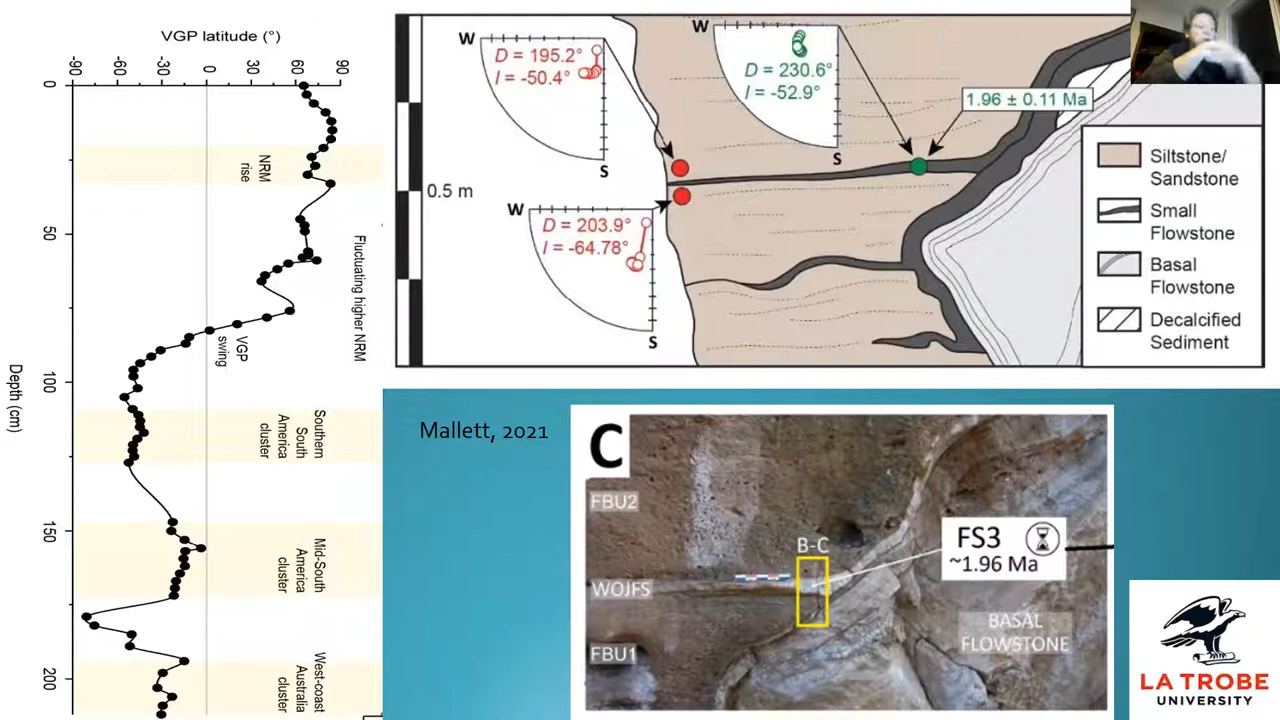 VGP latitude (°)
-90 -60 -30 0 30 60 90
0
50
100
150
200
Depth (cm)
NRM
rise
Fluctuating higher NRM
VGP
swing
Southern
South
America
cluster
Mid-South
America
cluster
West-coast
Australia
cluster
0.5 m
W
D = 195.2°
I = -50.4°
S
W
D = 230.6°
I = -52.9°
S
1.96 ± 0.11 Ma
W
D = 203.9°
I = -64.78°
S
Siltstone/
Sandstone
Small
Flowstone
Basal
Flowstone
Decalcified
Sediment
Mallett, 2021
C
FBU2
B-C
FS3
~1.96 Ma
WOJFS
BASAL
FLOWSTONE
FBU1
LA TROBE
UNIVERSITY